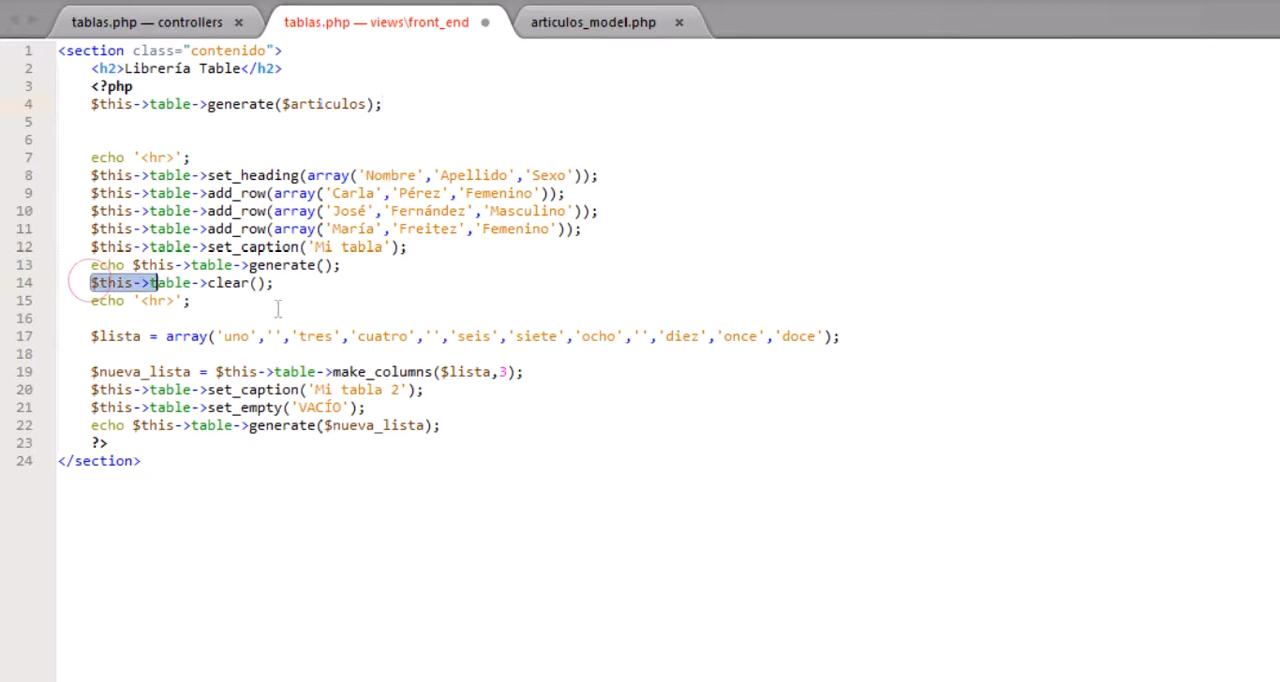 tablas.php — controllers ×
tablas.php — views\front_end
articulos_model.php ×
1 <section class="contenido">
2 <h2>Librería Table</h2>
3 <?php
4 $this->table->generate($articulos);
5
6
7 echo '<hr>';
8 $this->table->set_heading(array('Nombre','Apellido','Sexo'));
9 $this->table->add_row(array('Carla','Pérez','Femenino'));
10 $this->table->add_row(array('José','Fernández','Masculino'));
11 $this->table->add_row(array('María','Freitez','Femenino'));
12 $this->table->set_caption('Mi tabla');
13 echo $this->table->generate();
14 $this->table->clear();
15 echo '<hr>';
16
17 $lista = array('uno','','tres','cuatro','','seis','siete','ocho','','diez','once','doce');
18
19 $nueva_lista = $this->table->make_columns($lista,3);
20 $this->table->set_caption('Mi tabla 2');
21 $this->table->set_empty('VACÍO');
22 echo $this->table->generate($nueva_lista);
23 ?>
24 </section>